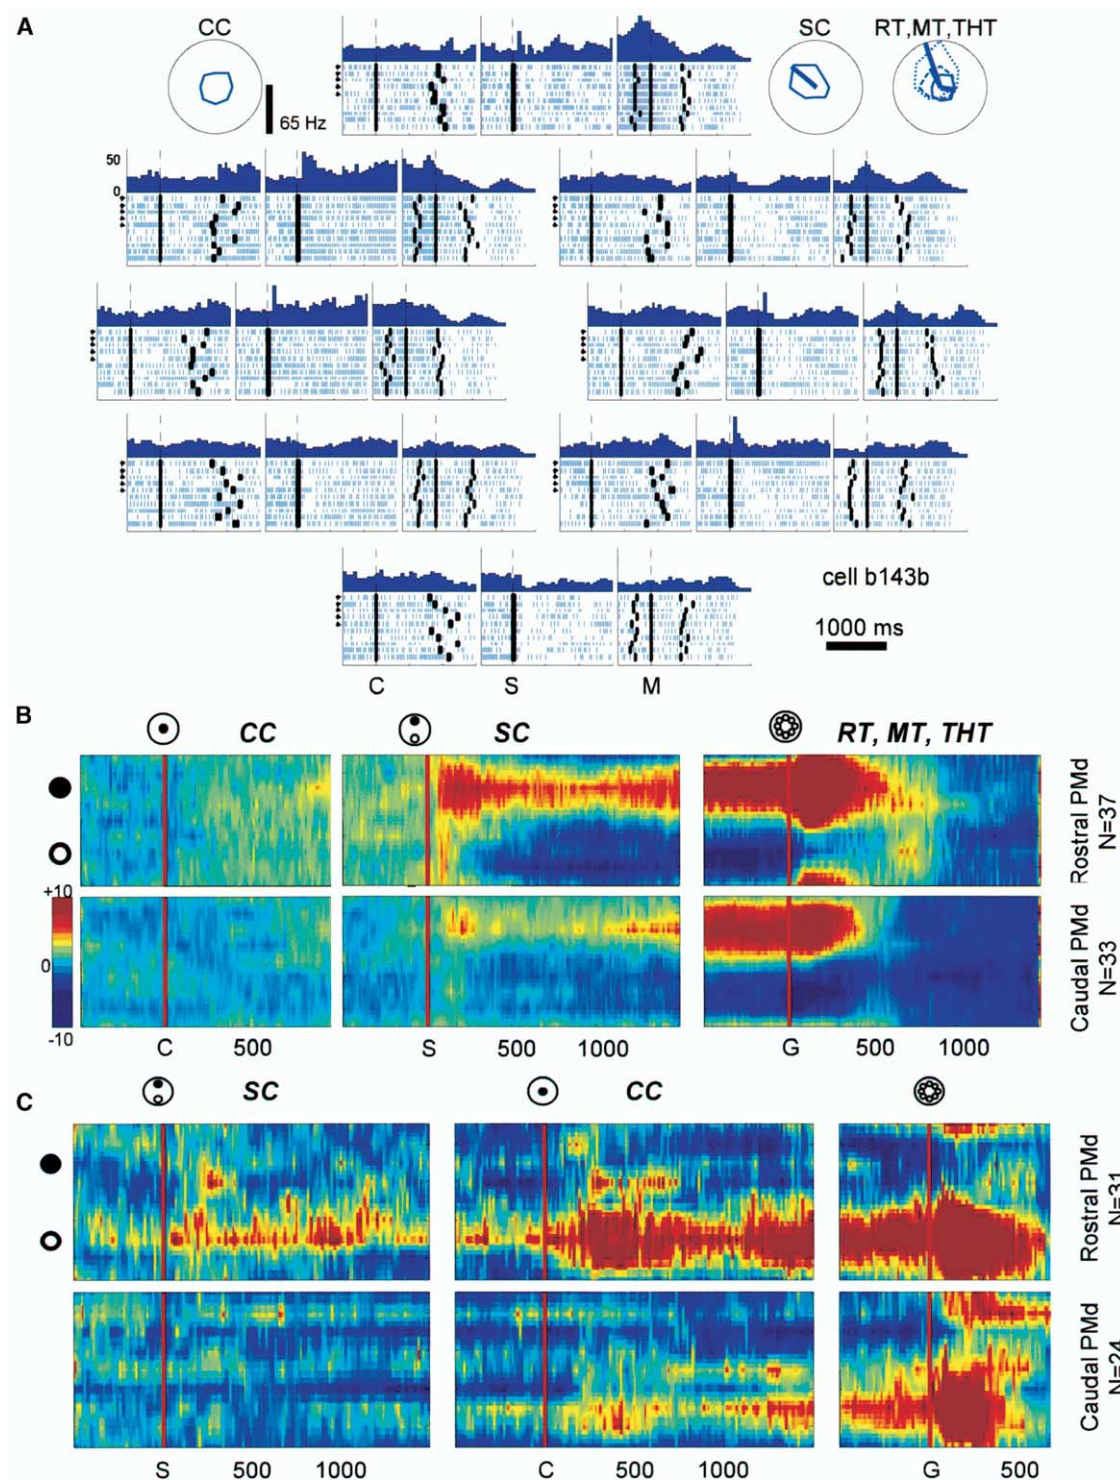 A
CC
SC
RT,MT,THT
65 Hz
50
0
cell b143b
1000 ms
C
S
M
B
CC
SC
RT, MT, THT
Rostral PMd
N=37
+10
0
-10
Caudal PMd
N=33
C
500
S
500
1000
G
500
1000
C
SC
CC
Rostral PMd
N=31
Caudal PMd
N=24
S
500
1000
C
500
1000
G
500